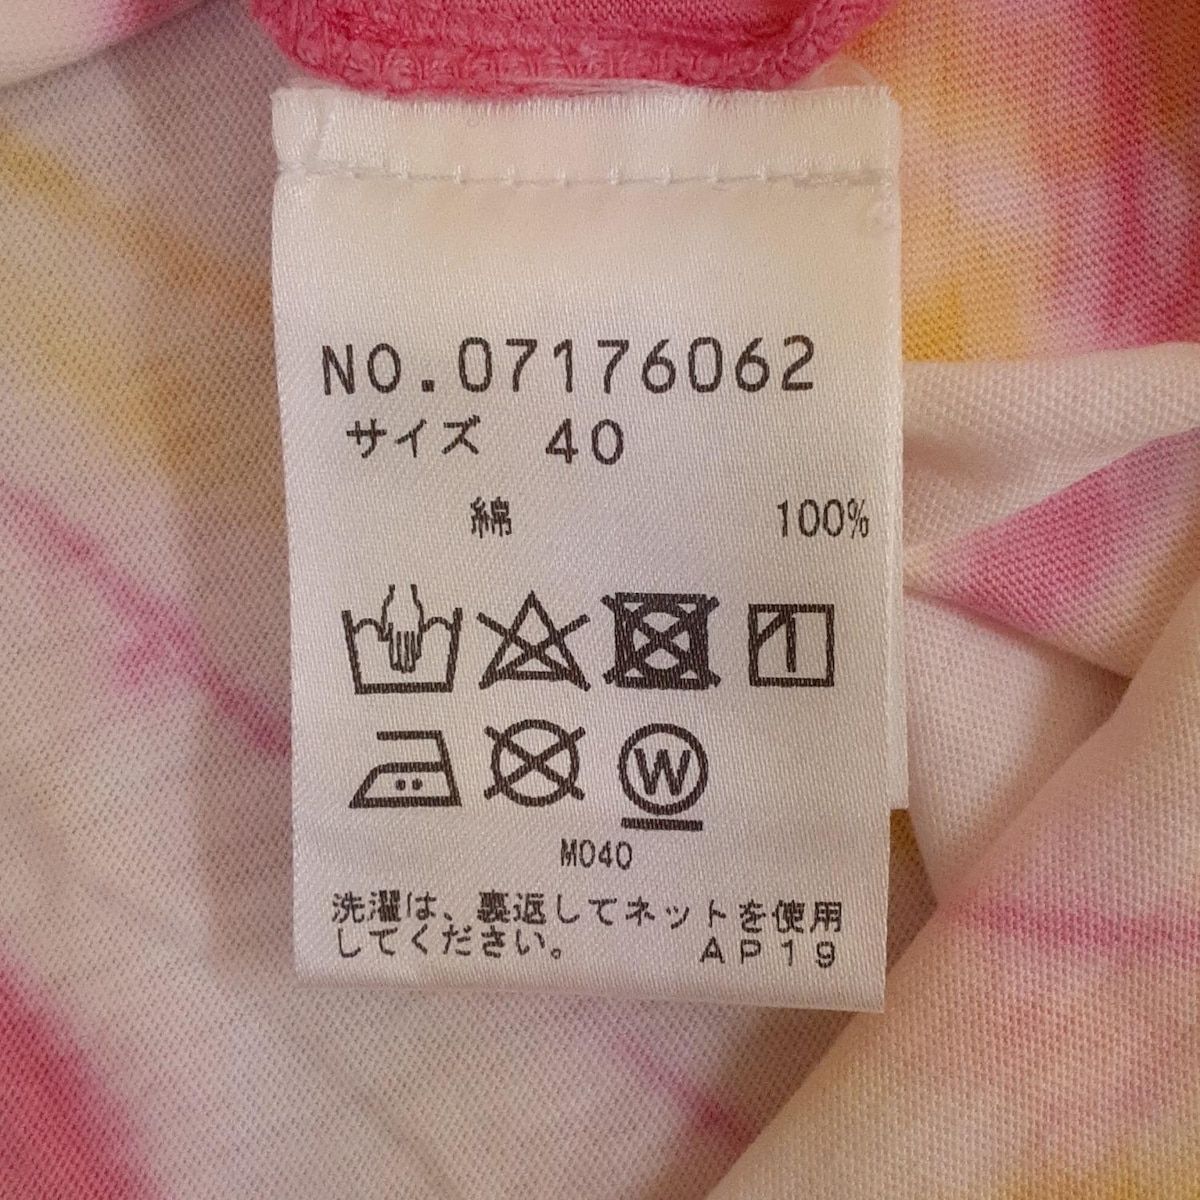 NO.07176062
サイズ 40
綿 100%
W
M040
洗濯は、裏返してネットを使用
してください。 AP19